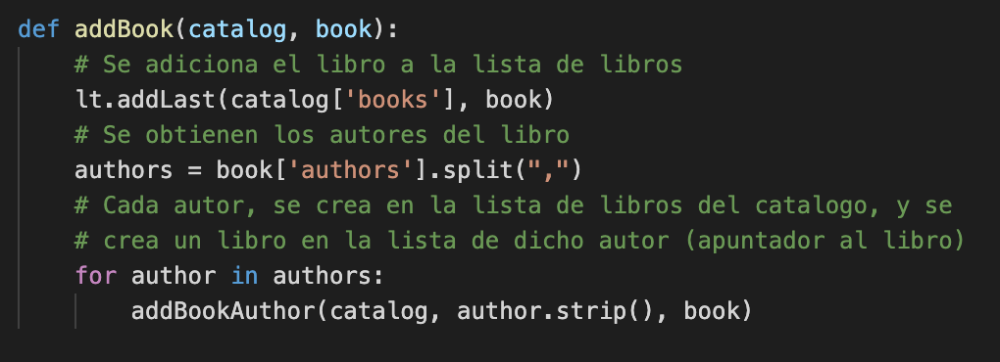 def addBook(catalog, book):
    # Se adiciona el libro a la lista de libros
    lt.addLast(catalog['books'], book)
    # Se obtienen los autores del libro
    authors = book['authors'].split(",")
    # Cada autor, se crea en la lista de libros del catalogo, y se
    # crea un libro en la lista de dicho autor (apuntador al libro)
    for author in authors:
        addBookAuthor(catalog, author.strip(), book)